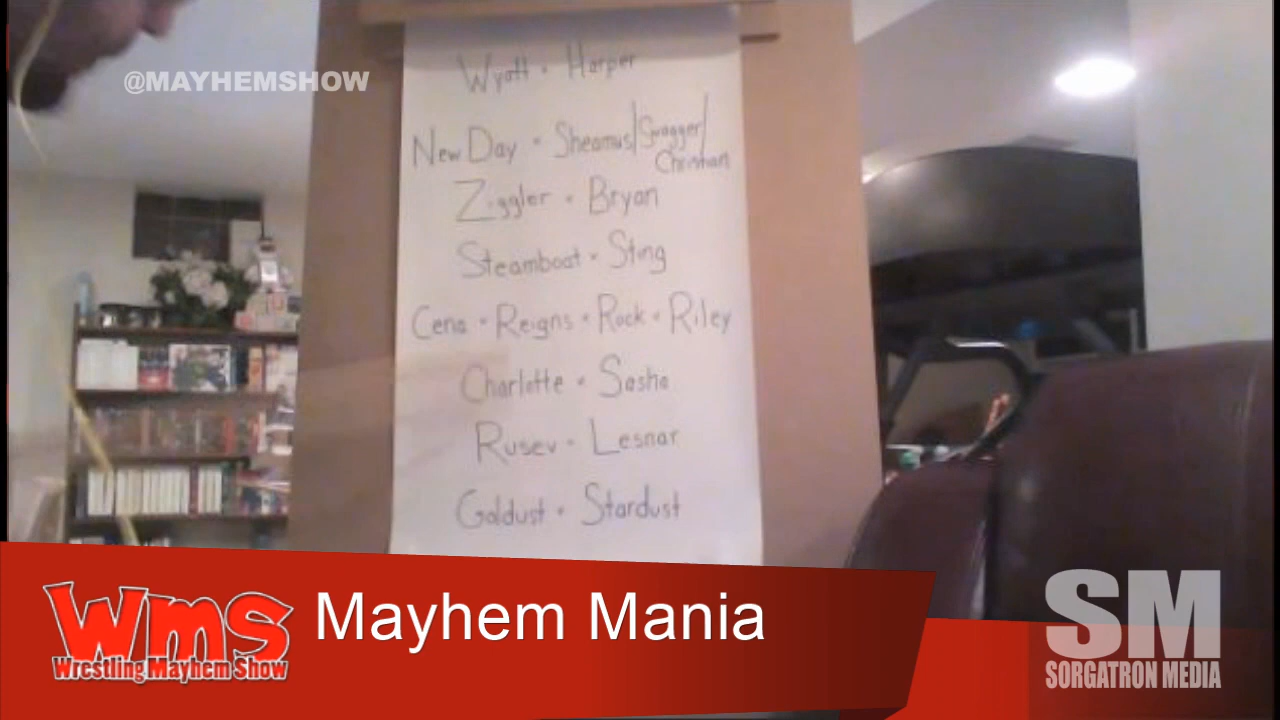 @MAYHEMSHOW
Wyatt - Harper
New Day - Sheamus/Swagger/
Christian
Ziggler - Bryan
Steamboat - Sting
Cena - Reigns - Rock - Riley
Charlotte - Sasha
Rusev - Lesnar
Goldust - Stardust
Wms
Wrestling Mayhem Show
Mayhem Mania
SM
SORGATRON MEDIA